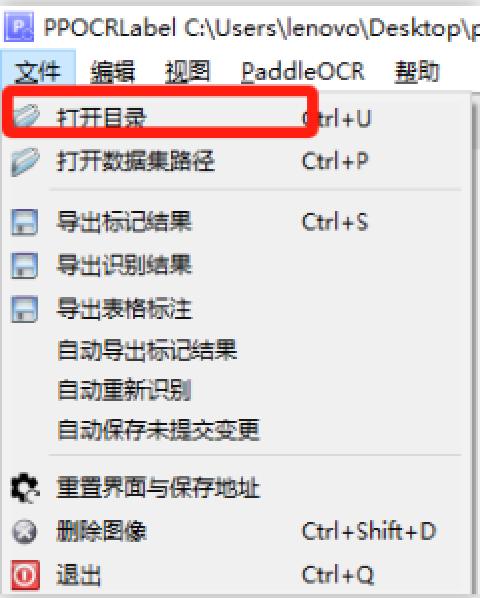 PPOCRLabel C:\Users\lenovo\Desktop\p
文件 编辑 视图 PaddleOCR 帮助
打开目录 Ctrl+U
打开数据集路径 Ctrl+P
导出标记结果 Ctrl+S
导出识别结果
导出表格标注
自动导出标记结果
自动重新识别
自动保存未提交变更
重置界面与保存地址
删除图像 Ctrl+Shift+D
退出 Ctrl+Q